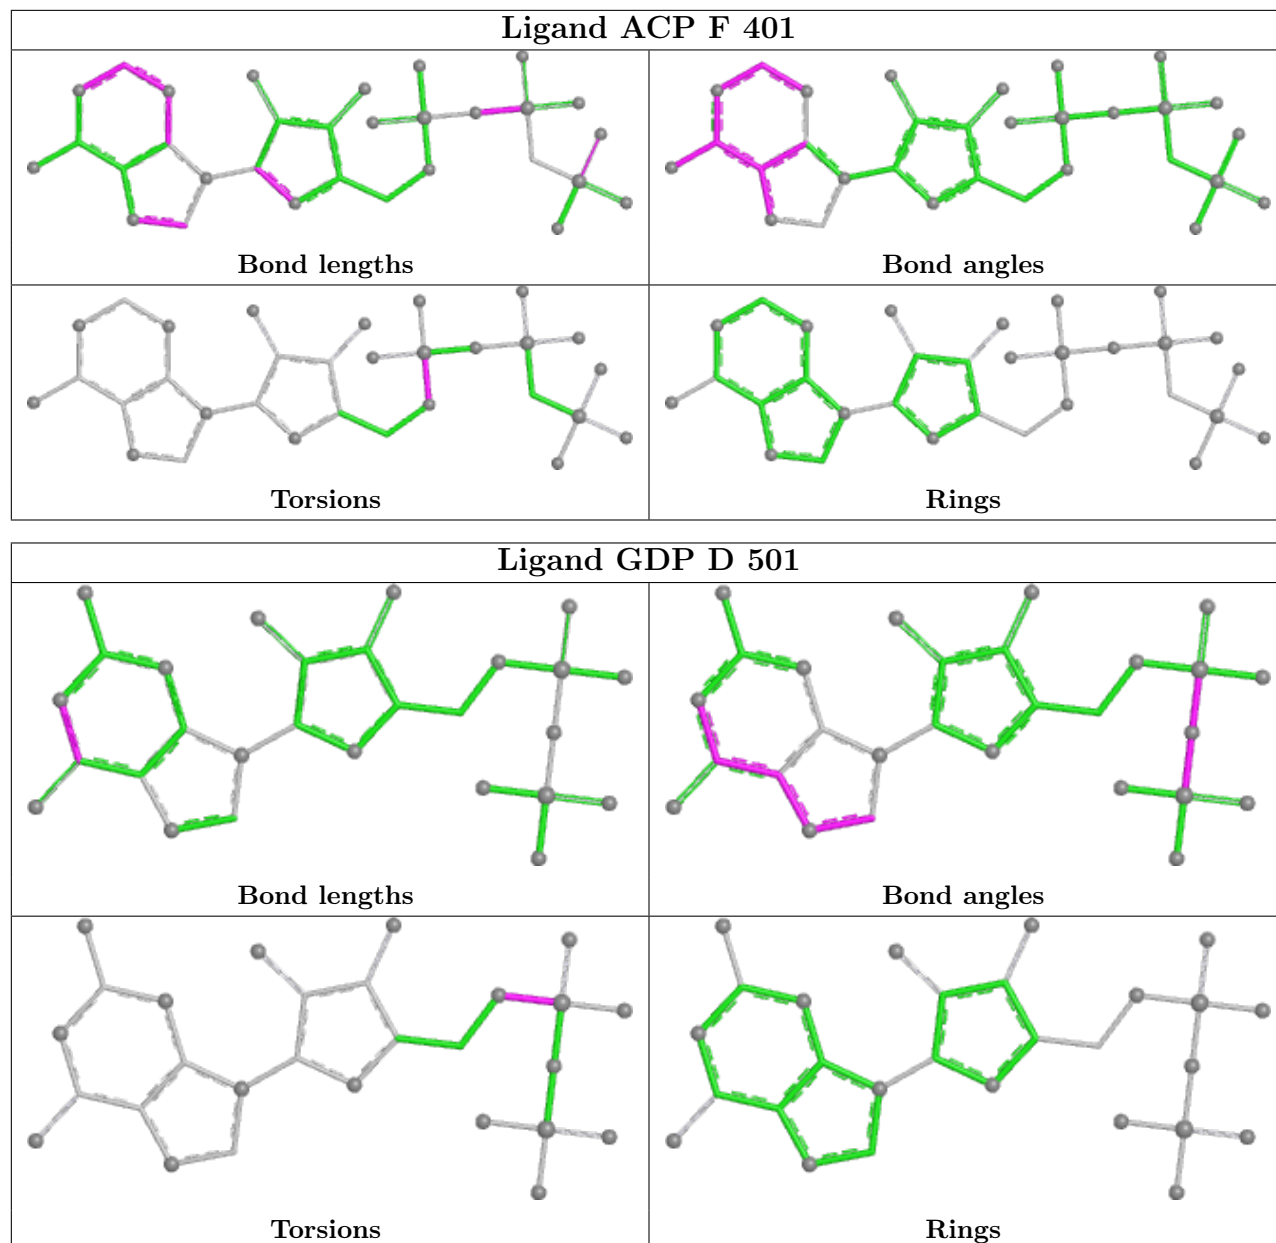 Ligand ACP F 401
Bond lengths
Bond angles
Torsions
Rings
Ligand GDP D 501
Bond lengths
Bond angles
Torsions
Rings